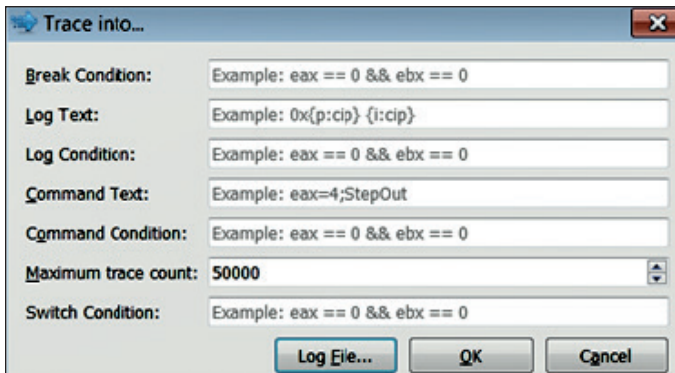 Trace into...
Break Condition: Example: eax == 0 && ebx == 0
Log Text: Example: 0x{p:cip} {i:cip}
Log Condition: Example: eax == 0 && ebx == 0
Command Text: Example: eax=4;StepOut
Command Condition: Example: eax == 0 && ebx == 0
Maximum trace count: 50000
Switch Condition: Example: eax == 0 && ebx == 0
Log File... OK Cancel